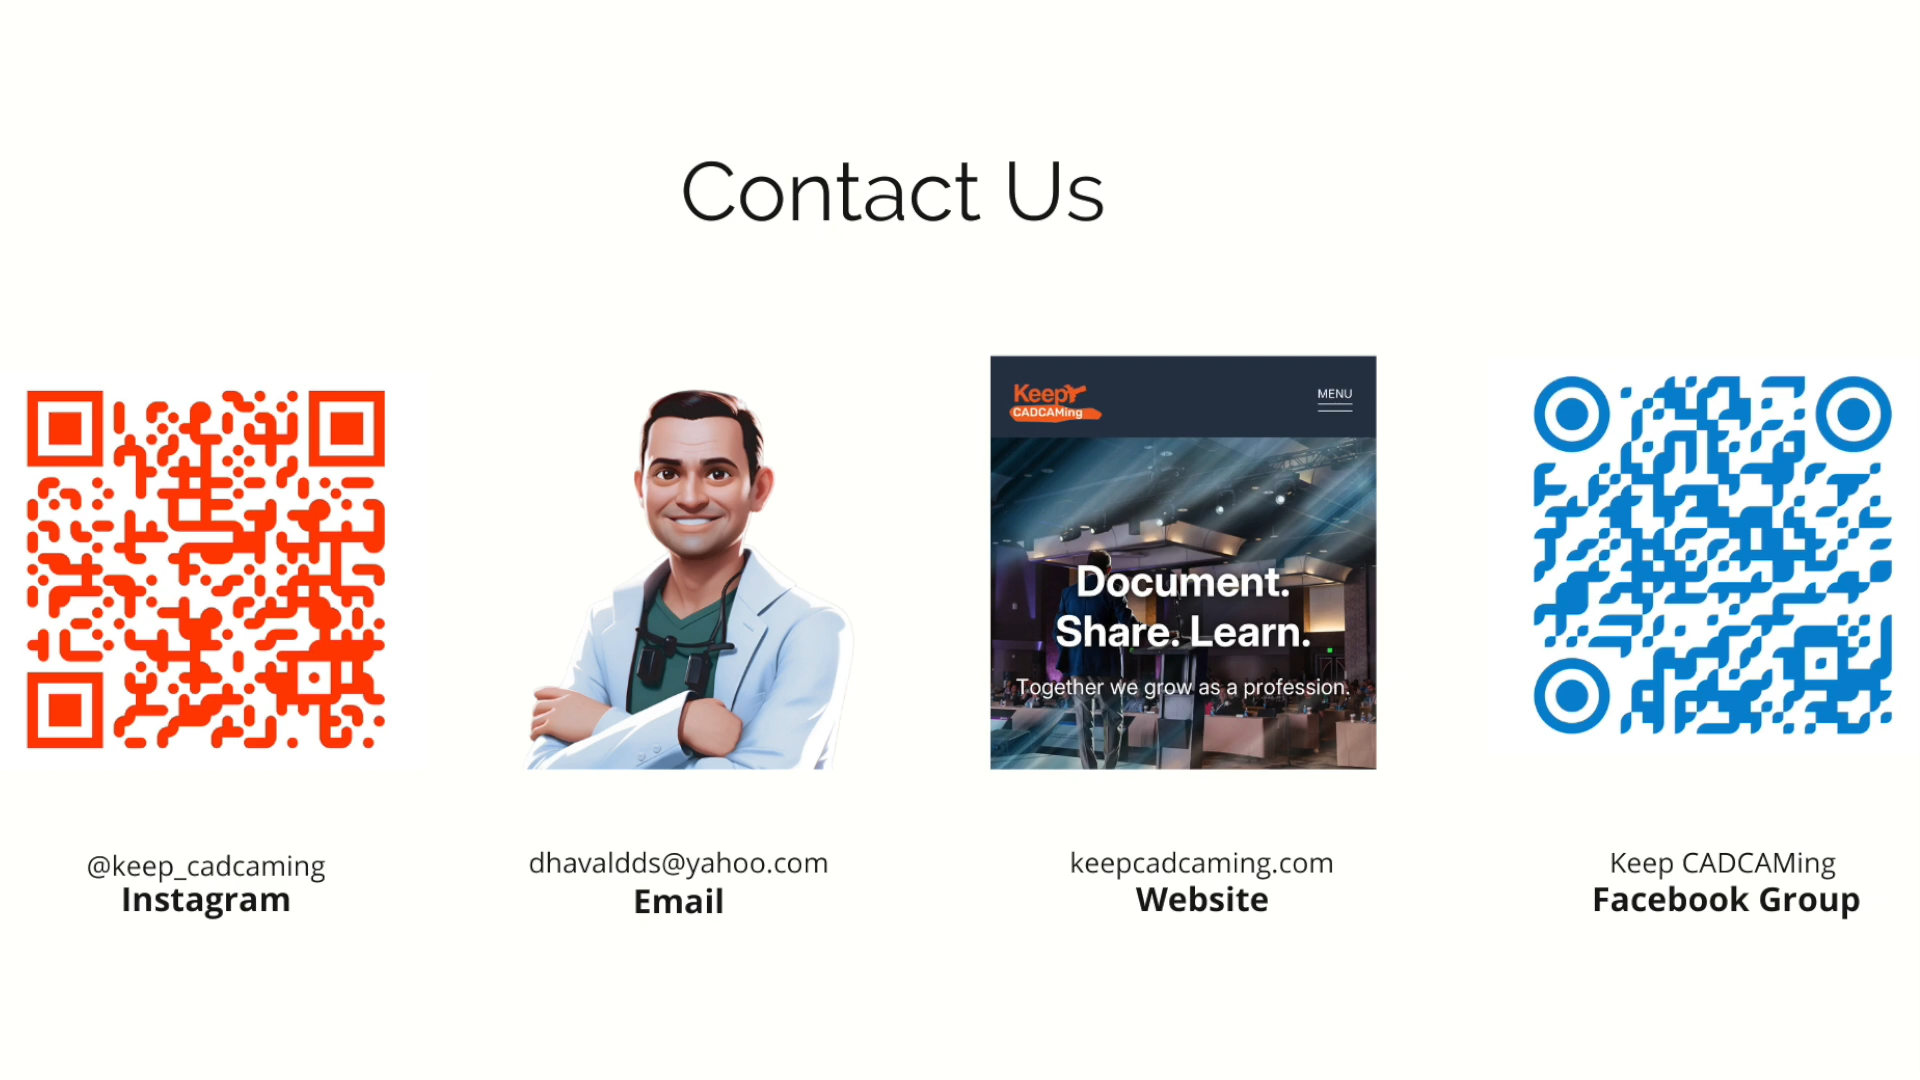 Contact Us
Keep
CADCAMing
MENU
Document.
Share. Learn.
Together we grow as a profession.
@keep_cadcaming
Instagram
dhavaldds@yahoo.com
Email
keepcadcaming.com
Website
Keep CADCAMing
Facebook Group